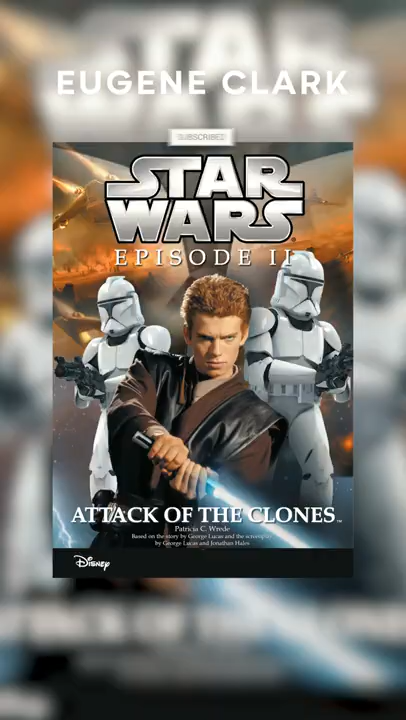 EUGENE CLARK
SUBSCRIBED
STAR
WARS
EPISODE II
ATTACK OF THE CLONES™
Patricia C. Wrede
Based on the story by George Lucas and the screenplay
by George Lucas and Jonathan Hales
Disney